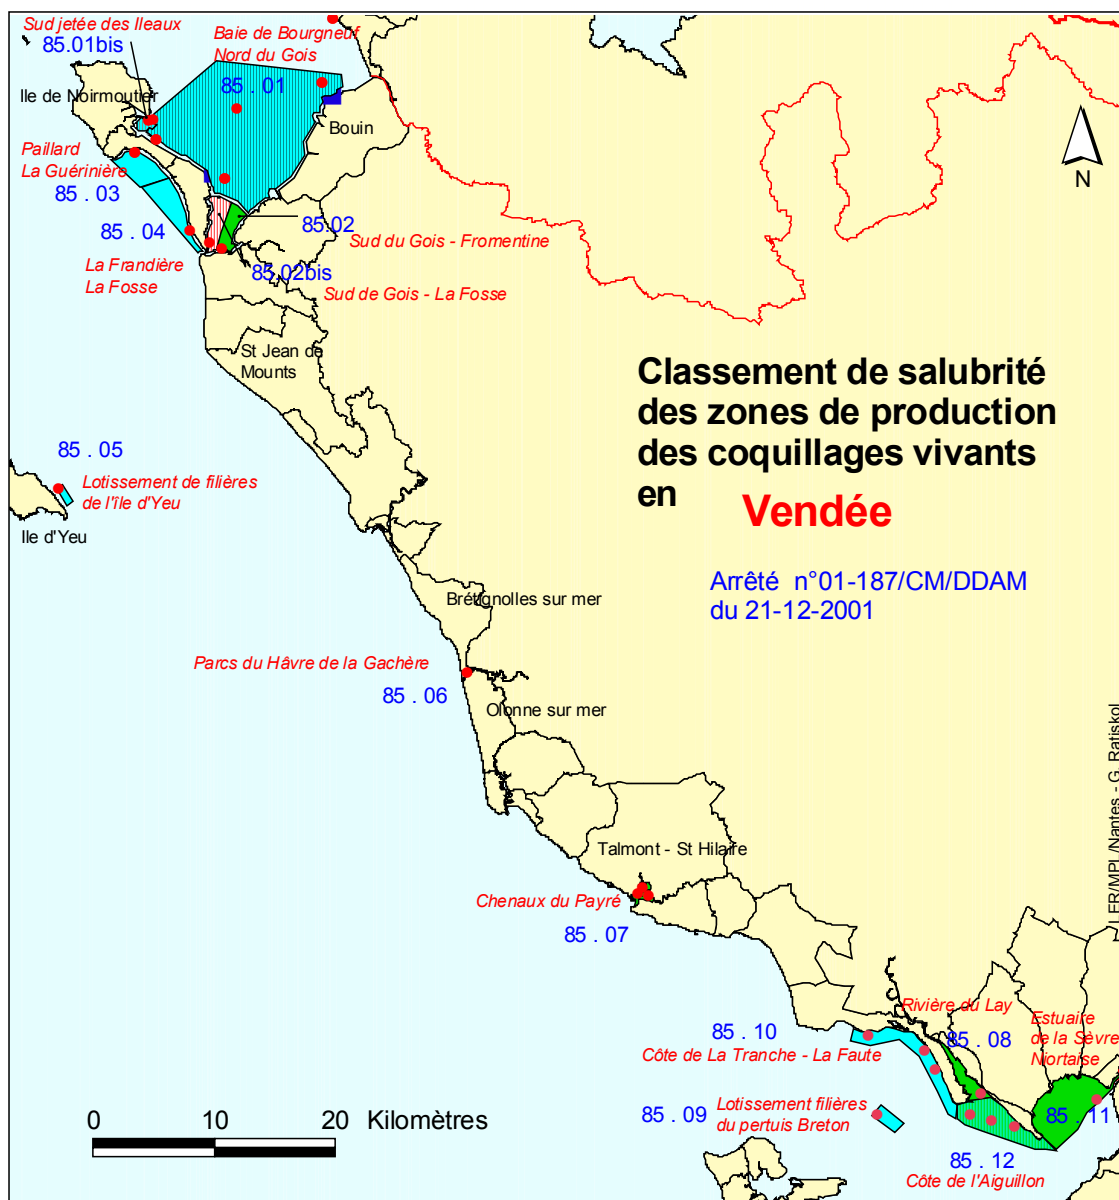 Sud jetée des Ileaux
85.01bis
Baie de Bourgneuf
Nord du Gois
85 . 01
Ile de Noirmoutier
Bouin
Paillard
La Guérinière
85 . 03
85 . 04
85.02
Sud du Gois - Fromentine
La Frandière
La Fosse
85.02bis
Sud de Gois - La Fosse
N
St Jean de
Mounts
Classement de salubrité
des zones de production
des coquillages vivants
en
Vendée
85 . 05
Lotissement de filières
de l'île d'Yeu
Ile d'Yeu
Arrêté n°01-187/CM/DDAM
du 21-12-2001
Brétignolles sur mer
Parcs du Hâvre de la Gachère
85 . 06
Olonne sur mer
LER/MPL/Nantes - G. Ratiskol
Talmont - St Hilaire
Chenaux du Payré
85 . 07
Rivière du Lay
85 . 08
Estuaire
de la Sèvre
Niortaise
85 . 10
Côte de La Tranche - La Faute
85 . 09
Lotissement filières
du pertuis Breton
85 . 11
85 . 12
Côte de l'Aiguillon
0 10 20 Kilomètres